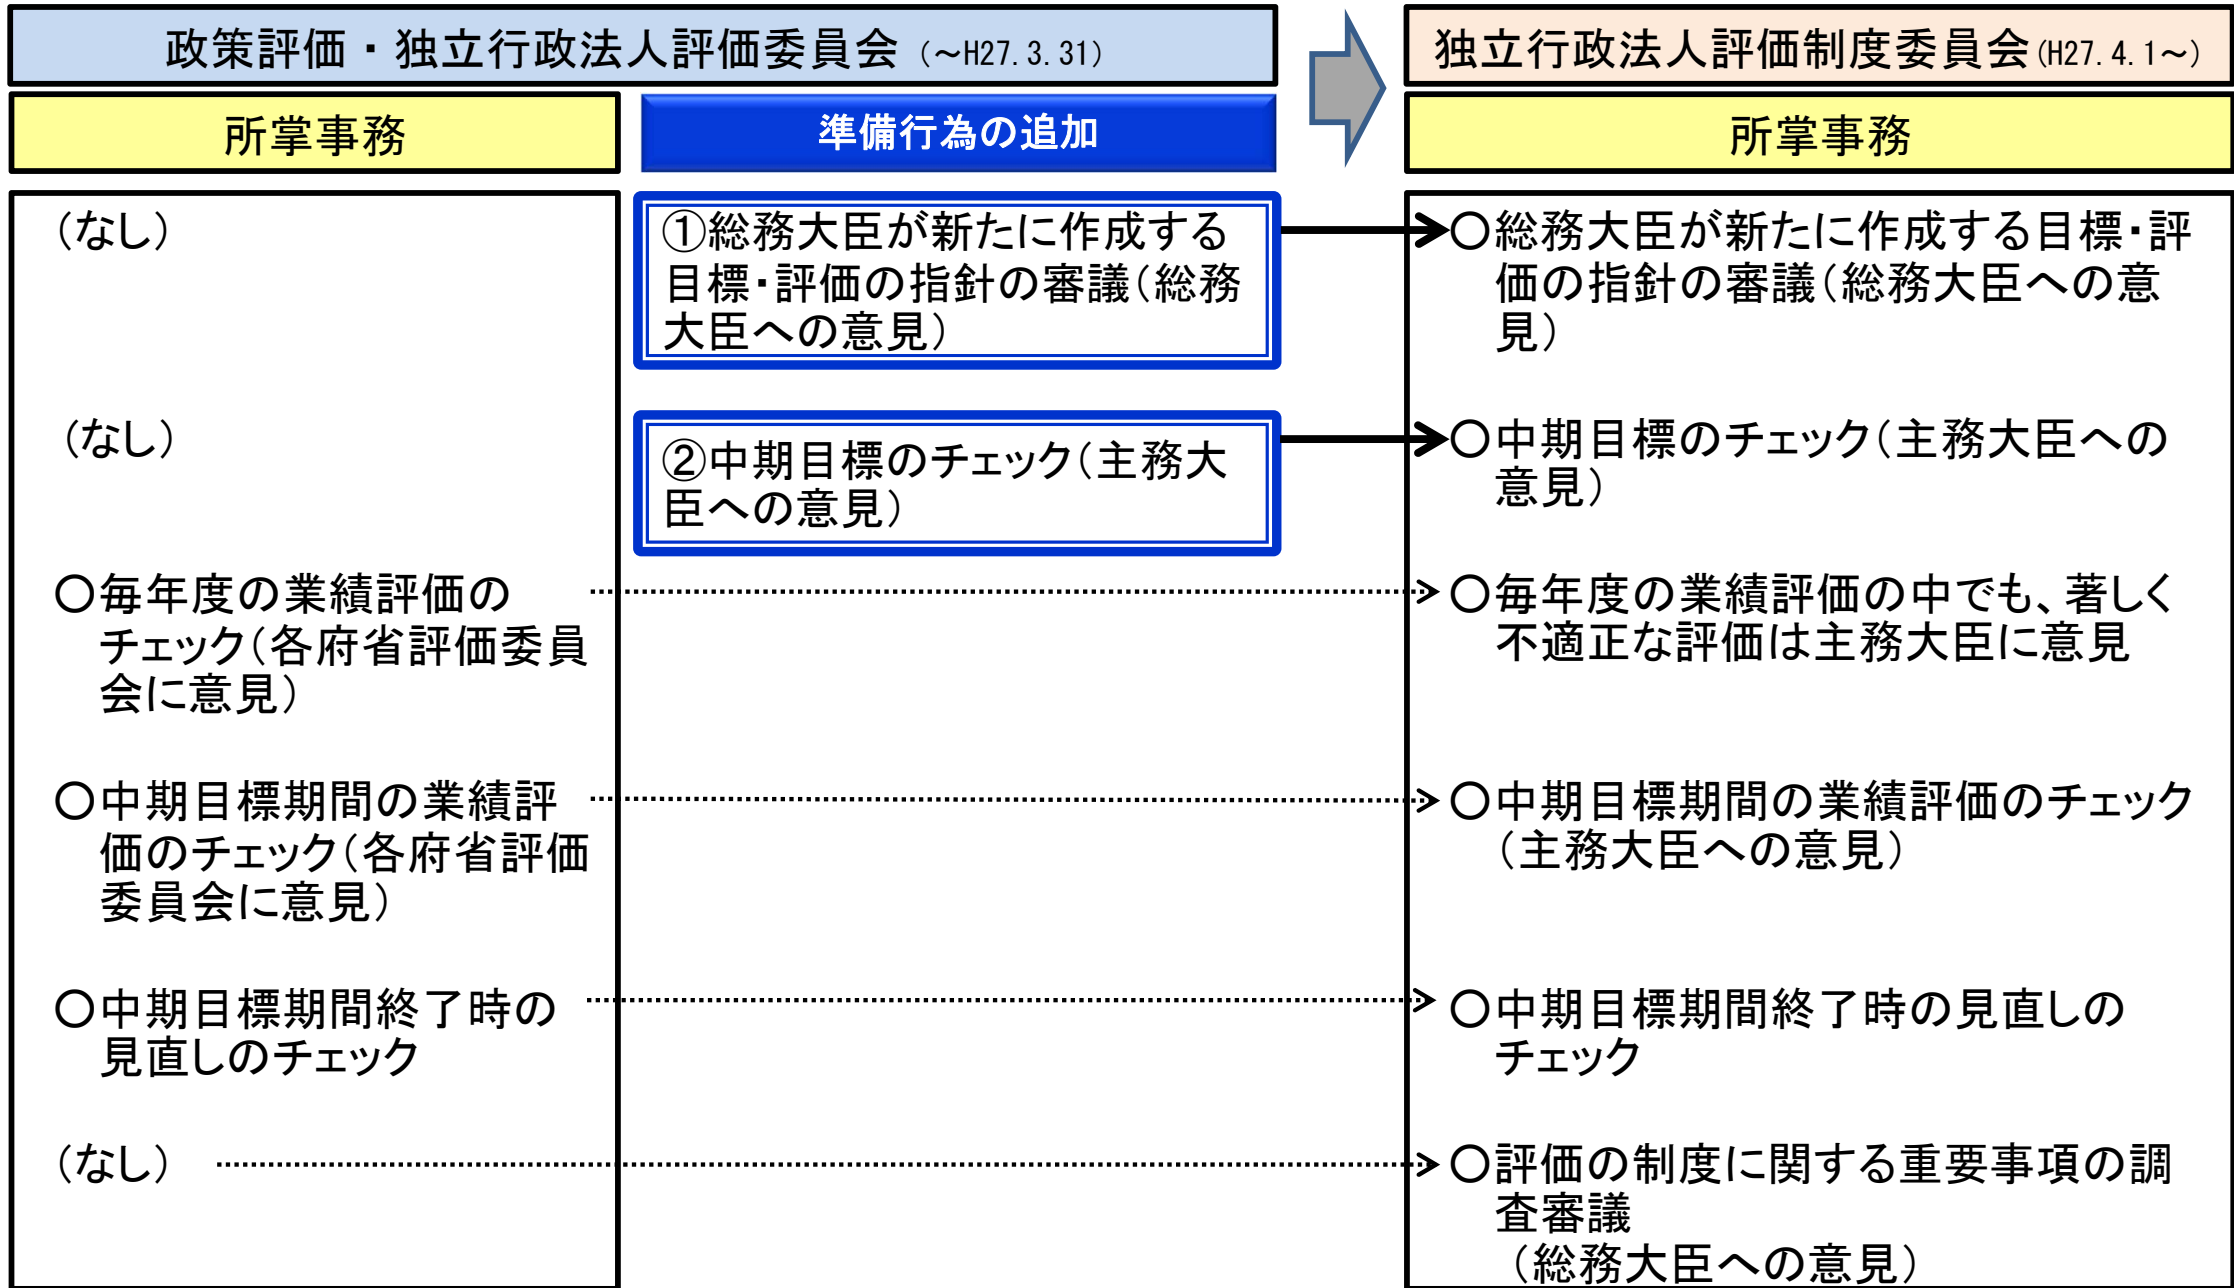 政策評価・独立行政法人評価委員会（～H27.3.31）
独立行政法人評価制度委員会(H27.4.1～)
所掌事務
準備行為の追加
所掌事務
（なし）
（なし）
○毎年度の業績評価の
チェック（各府省評価委員
会に意見）
○中期目標期間の業績評
価のチェック（各府省評価
委員会に意見）
○中期目標期間終了時の
見直しのチェック
（なし）
①総務大臣が新たに作成する
目標・評価の指針の審議（総務
大臣への意見）
②中期目標のチェック（主務大
臣への意見）
○総務大臣が新たに作成する目標・評
価の指針の審議（総務大臣への意
見）
○中期目標のチェック（主務大臣への
意見）
○毎年度の業績評価の中でも、著しく
不適正な評価は主務大臣に意見
○中期目標期間の業績評価のチェック
（主務大臣への意見）
○中期目標期間終了時の見直しの
チェック
○評価の制度に関する重要事項の調
査審議
（総務大臣への意見）